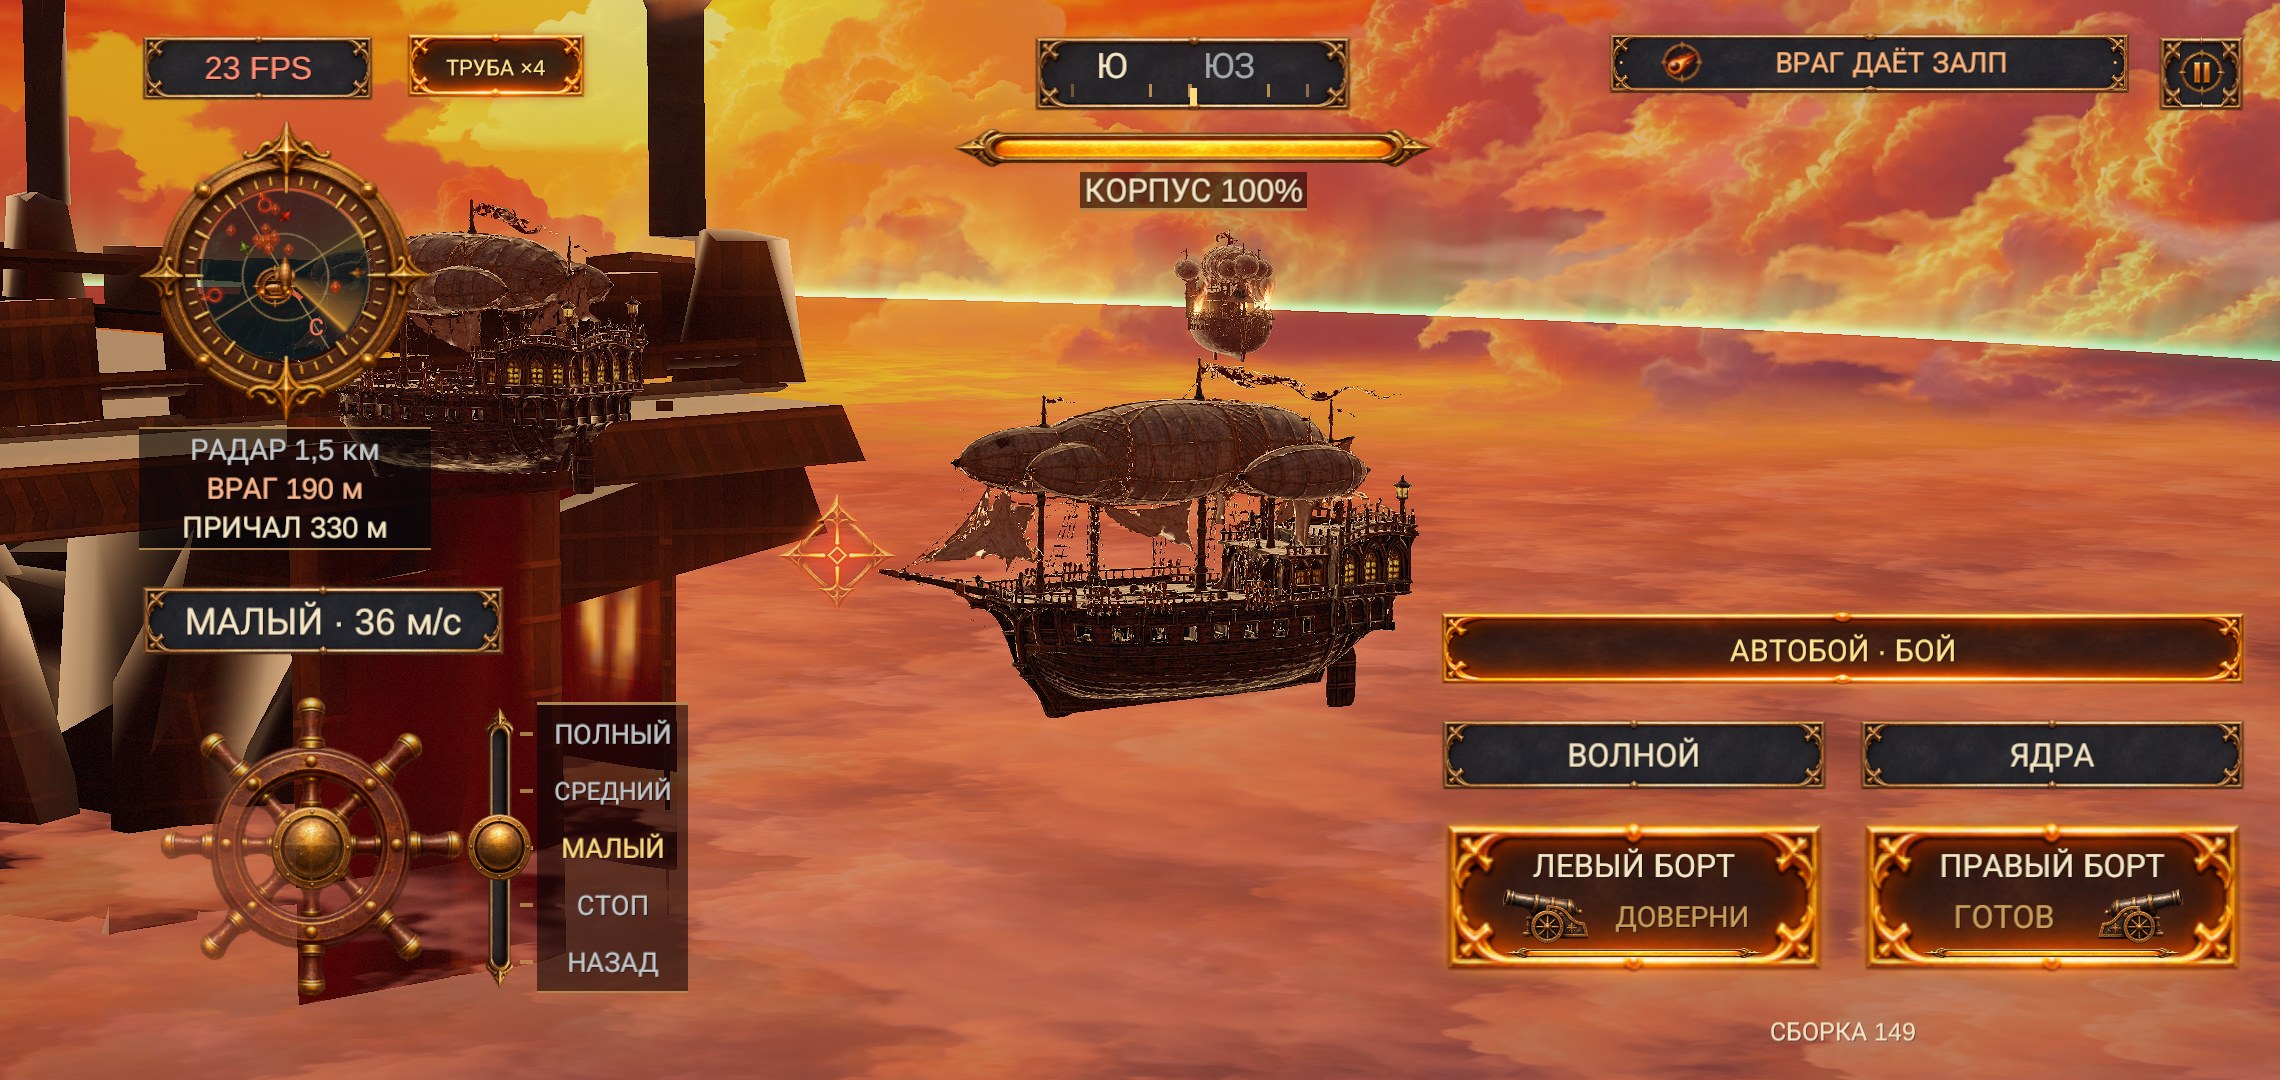 23 FPS
ТРУБА ×4
Ю ЮЗ
ВРАГ ДАЁТ ЗАЛП
КОРПУС 100%
С
РАДАР 1,5 км
ВРАГ 190 м
ПРИЧАЛ 330 м
МАЛЫЙ · 36 м/с
ПОЛНЫЙ
СРЕДНИЙ
МАЛЫЙ
СТОП
НАЗАД
АВТОБОЙ · БОЙ
ВОЛНОЙ
ЯДРА
ЛЕВЫЙ БОРТ
ДОВЕРНИ
ПРАВЫЙ БОРТ
ГОТОВ
СБОРКА 149